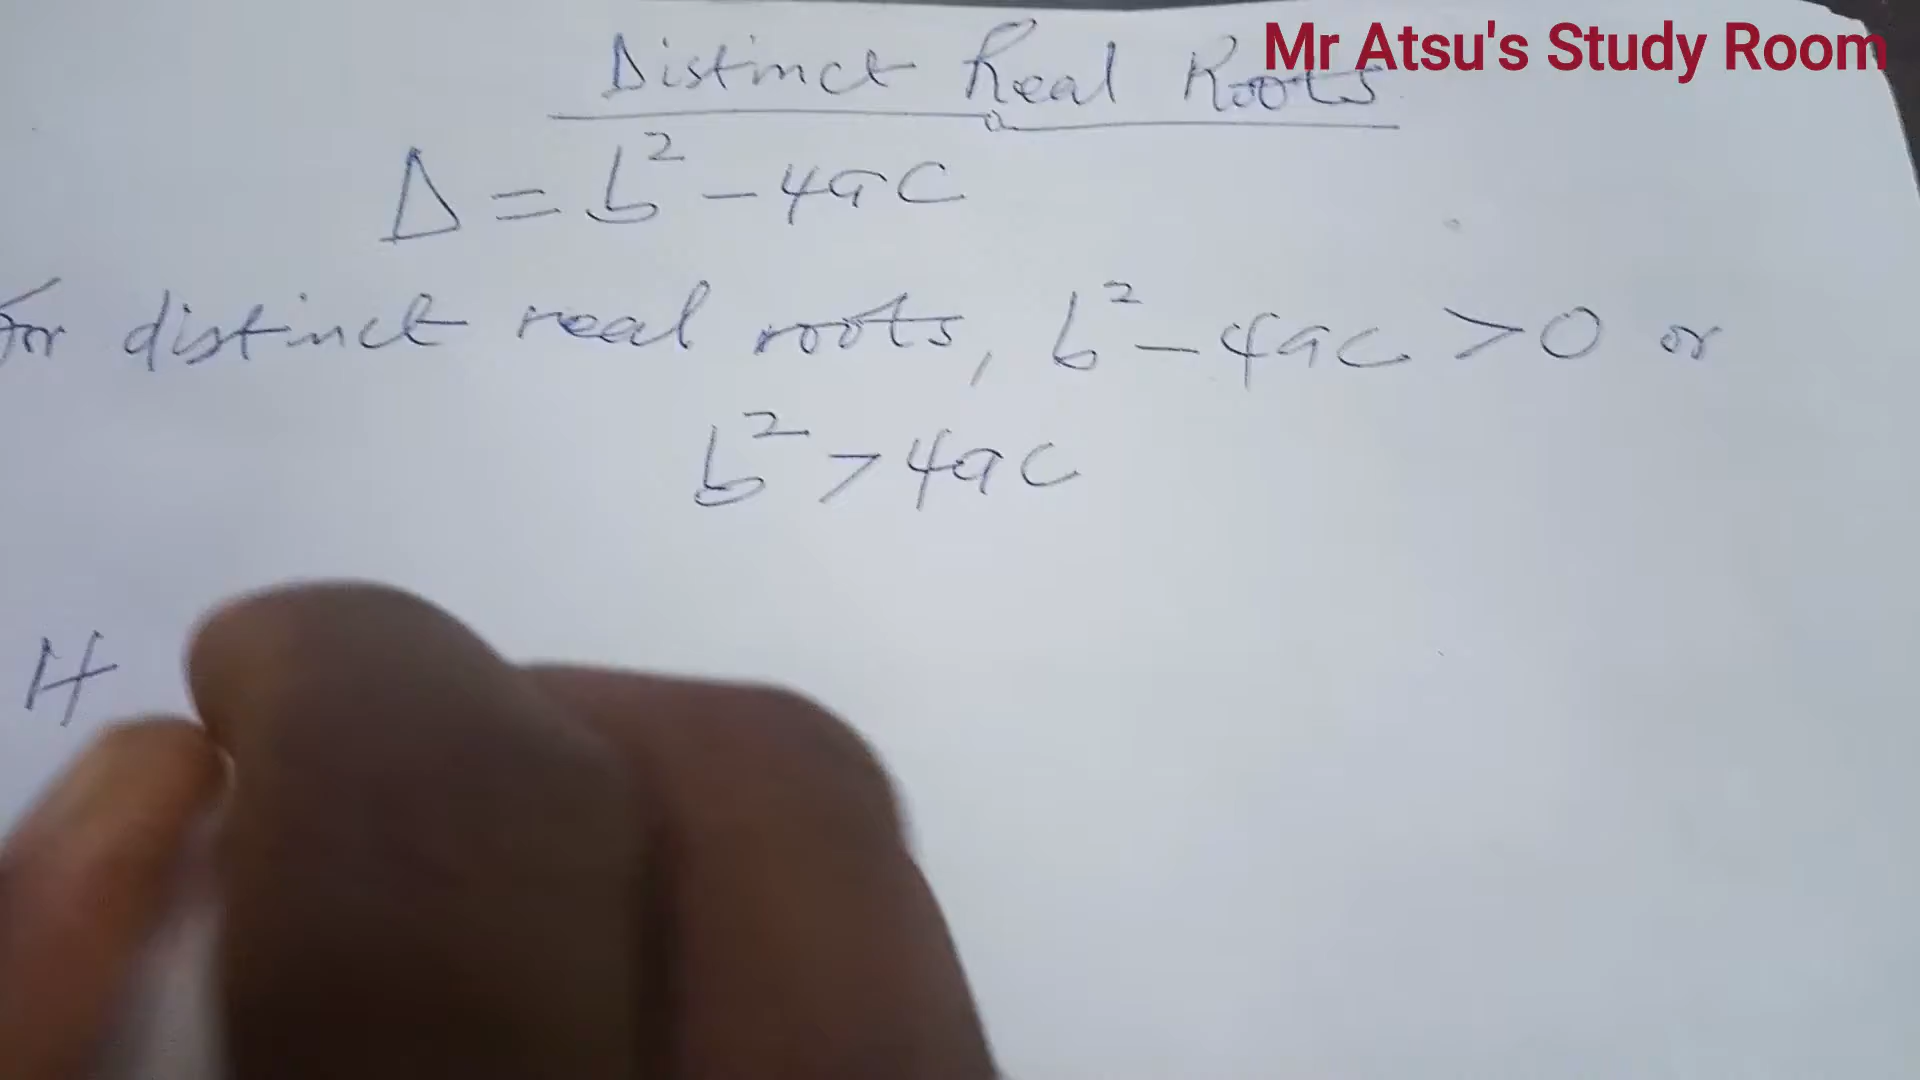 Mr Atsu's Study Room
Distinct Real Roots
Δ = b² - 4ac
For distinct real roots, b² - 4ac > 0 or
b² > 4ac
If